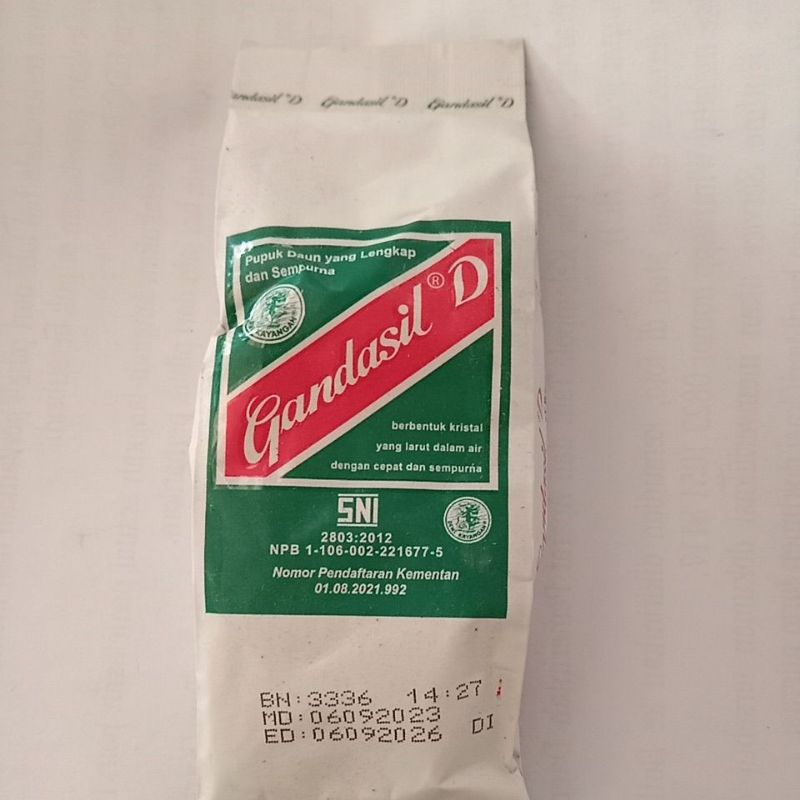 Gandasil ®D Gandasil ®D
Pupuk Daun yang Lengkap
dan Sempurna
KAYANGAN
Gandasil ® D
berbentuk kristal
yang larut dalam air
dengan cepat dan sempurna
SNI
2803:2012
NPB 1-106-002-221677-5
KAYANGAN
Nomor Pendaftaran Kementan
01.08.2021.992
BN:3336 14:27
MD:06092023
ED:06092026 DI